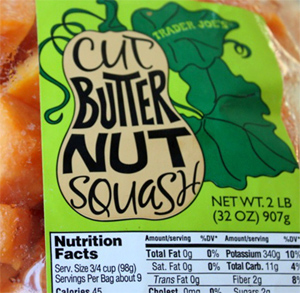 TRADER JOE'S
CUT
BUTTER
NUT
SQUASH
NET WT. 2 LB
(32 OZ) 907g
Nutrition
Facts
Serv. Size 3/4 cup (98g)
Servings Per Bag about 9
Calories 45
Amount/serving %DV* Amount/serving %DV*
Total Fat 0g 0% Potassium 340g 10%
Sat. Fat 0g 0% Total Carb. 11g 4%
Trans Fat 0g Fiber 2g 8%
Cholest. 0mg 0% Sugars 2g